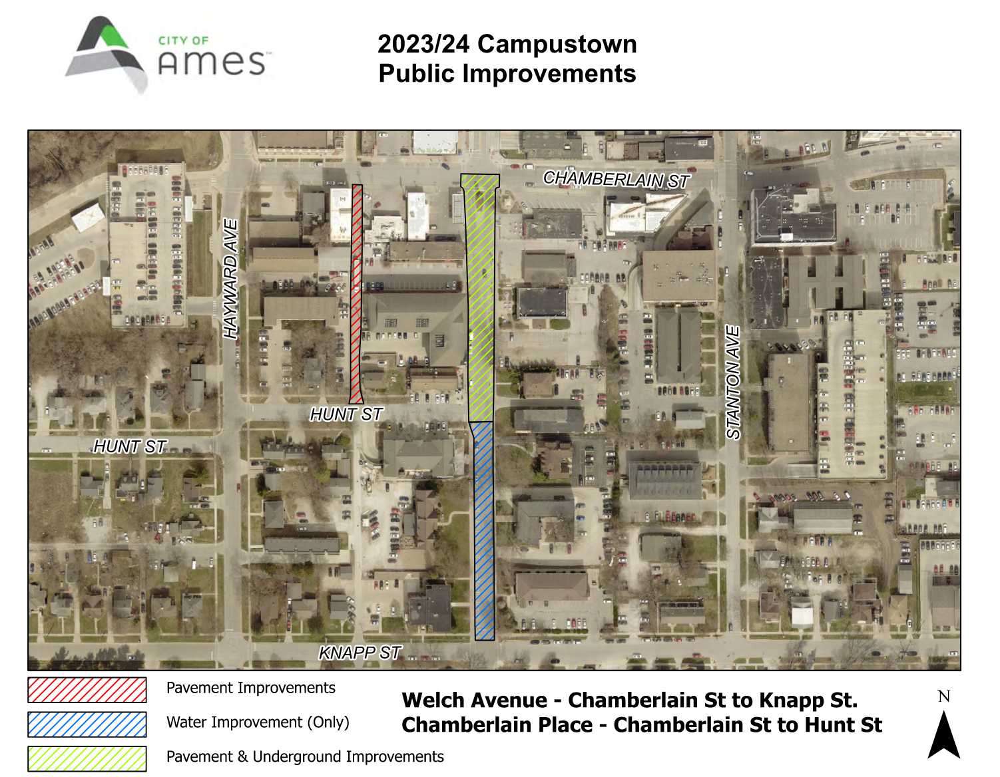 CITY OF
Ames
2023/24 Campustown
Public Improvements
CHAMBERLAIN ST
HAYWARD AVE
STANTON AVE
HUNT ST
HUNT ST
KNAPP ST
Pavement Improvements
Water Improvement (Only)
Pavement & Underground Improvements
Welch Avenue - Chamberlain St to Knapp St.
Chamberlain Place - Chamberlain St to Hunt St
N